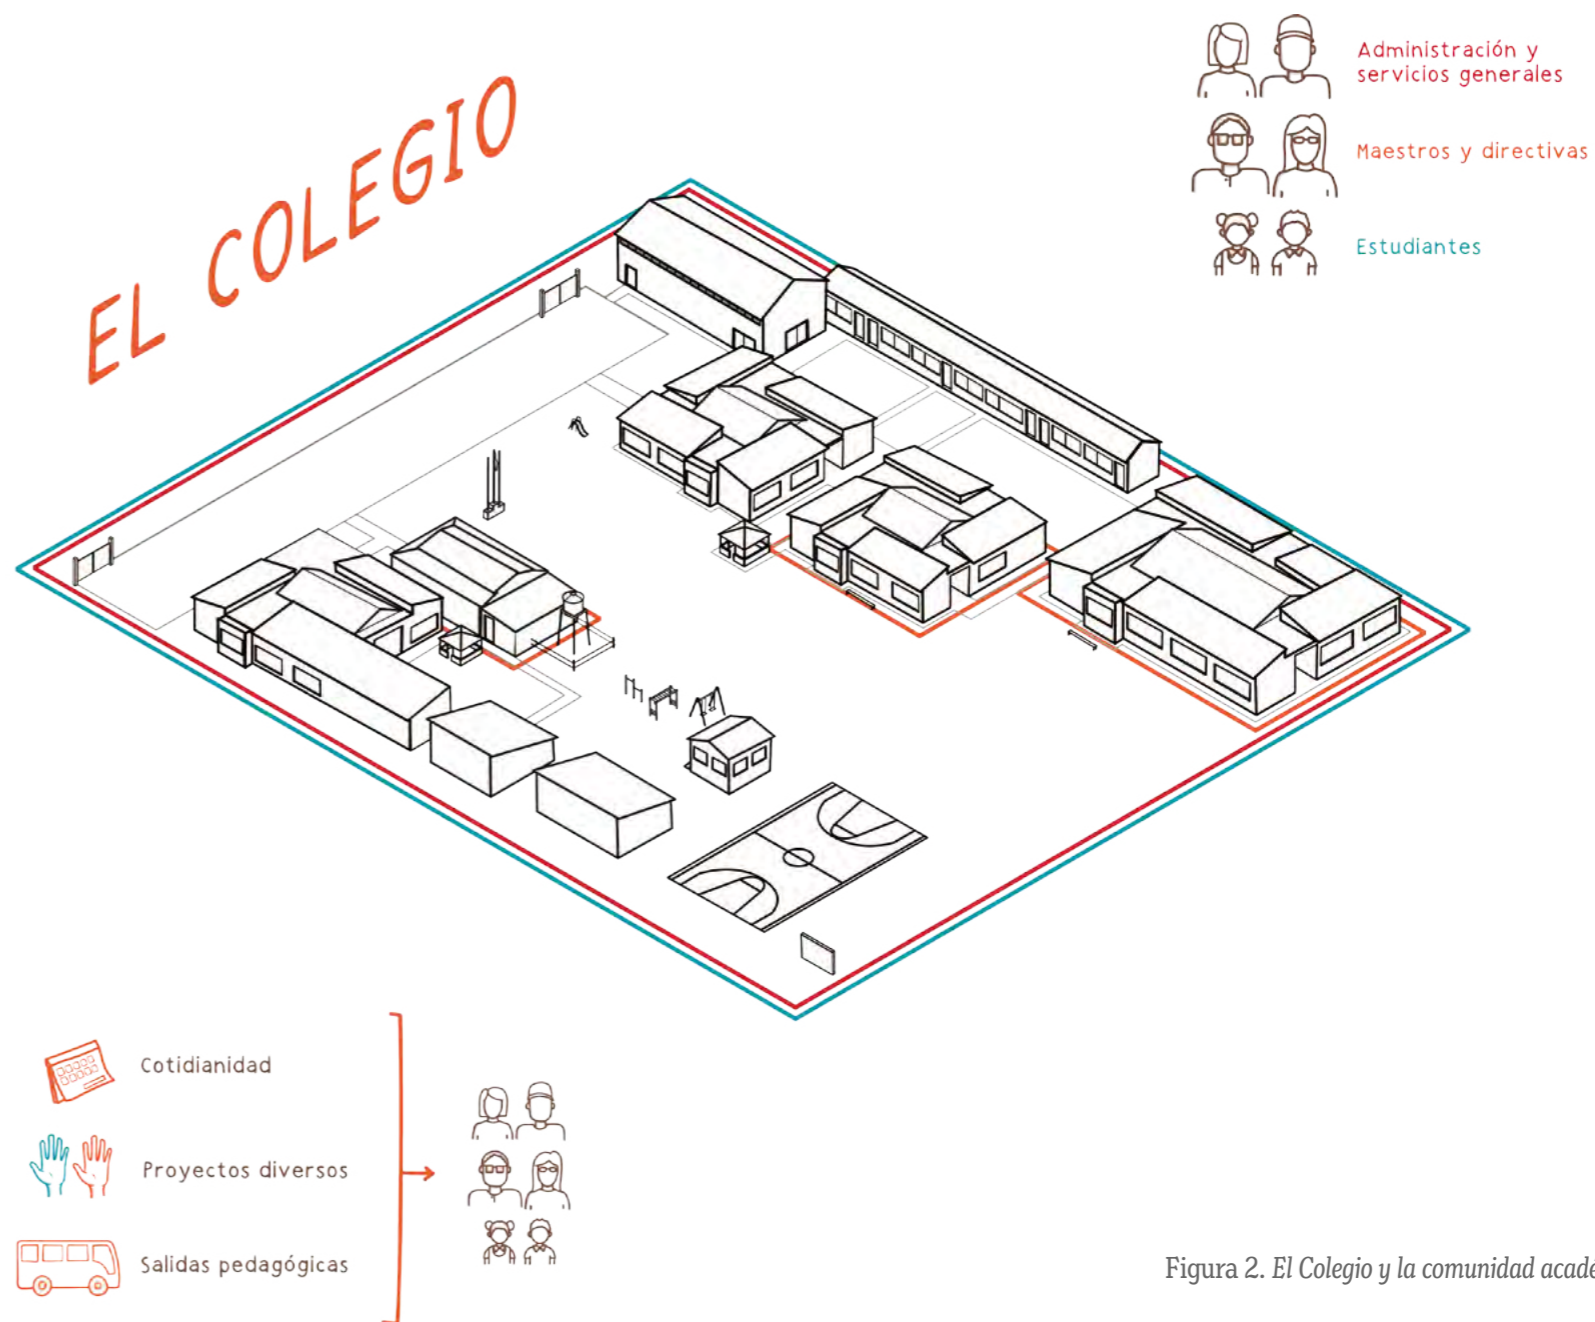 EL COLEGIO
Administración y
servicios generales
Maestros y directivas
Estudiantes
Cotidianidad
Proyectos diversos
Salidas pedagógicas
Figura 2. El Colegio y la comunidad